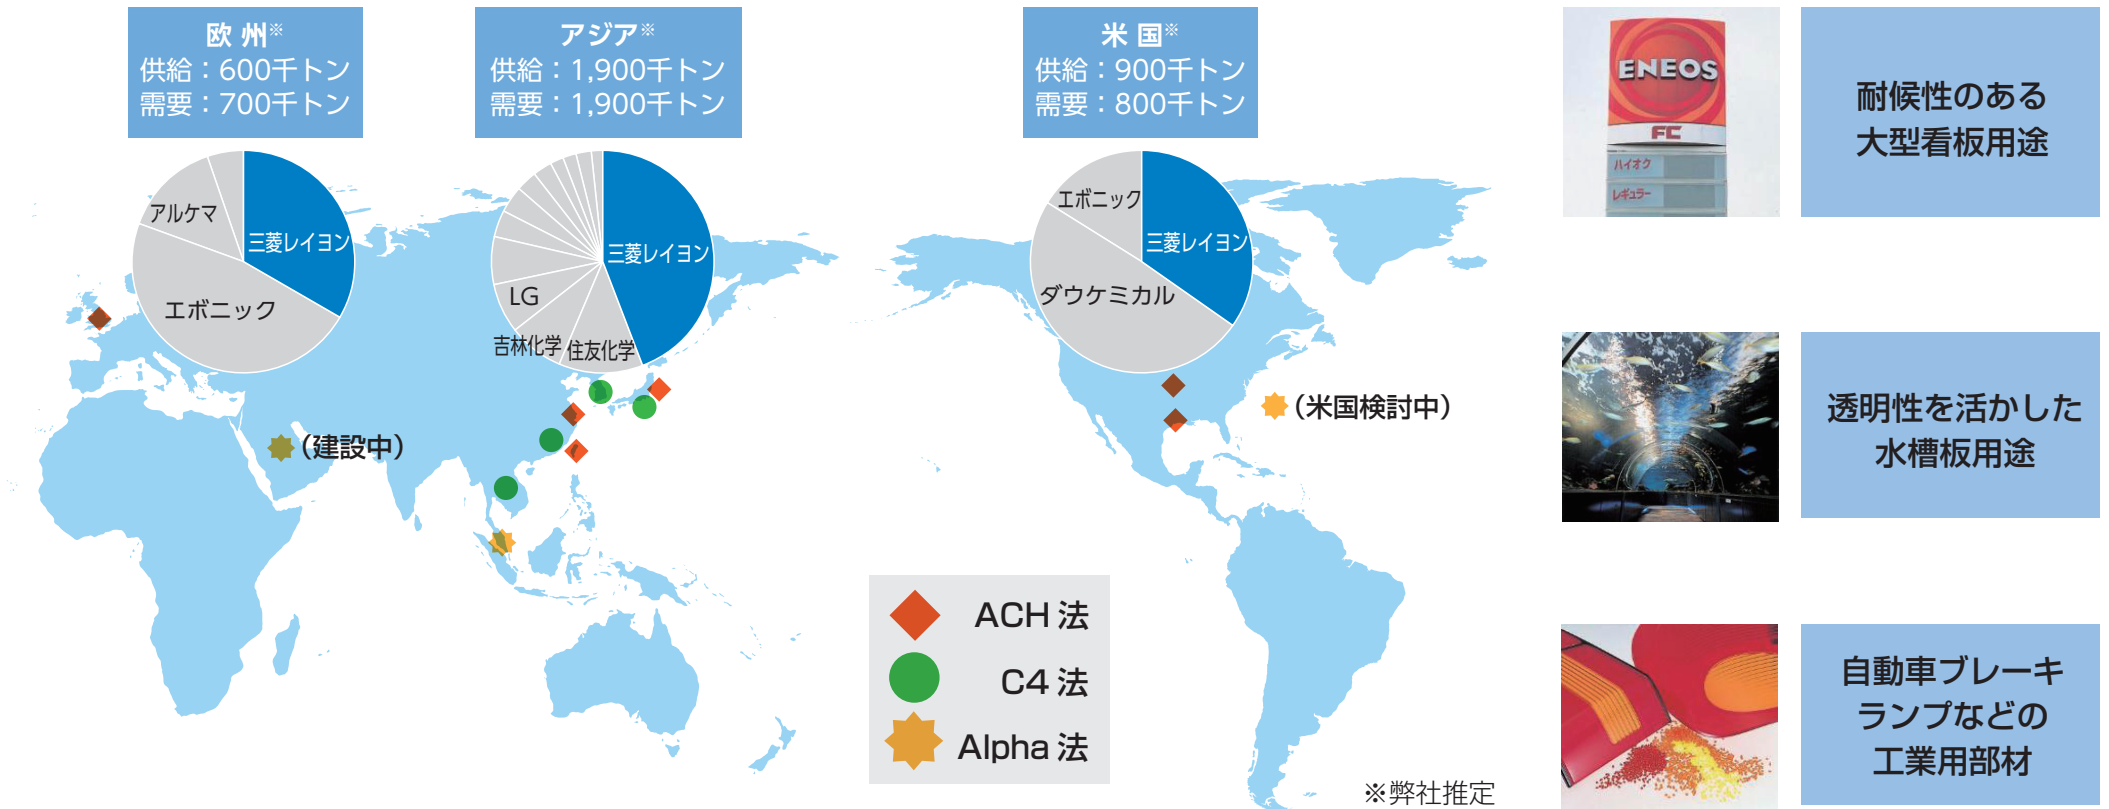 欧 州※
供給：600千トン
需要：700千トン
アジア※
供給：1,900千トン
需要：1,900千トン
米 国※
供給：900千トン
需要：800千トン
アルケマ
三菱レイヨン
エボニック
三菱レイヨン
LG
吉林化学
住友化学
エボニック
三菱レイヨン
ダウケミカル
（建設中）
（米国検討中）
ACH 法
C4 法
Alpha 法
※弊社推定
ENEOS
FC
ハイオク
レギュラー
耐候性のある
大型看板用途
透明性を活かした
水槽板用途
自動車ブレーキ
ランプなどの
工業用部材